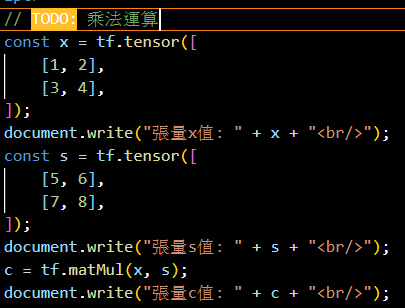 // TODO: 乘法運算
const x = tf.tensor([
    [1, 2],
    [3, 4],
]);
document.write("張量x值: " + x + "<br/>");
const s = tf.tensor([
    [5, 6],
    [7, 8],
]);
document.write("張量s值: " + s + "<br/>");
c = tf.matMul(x, s);
document.write("張量c值: " + c + "<br/>");